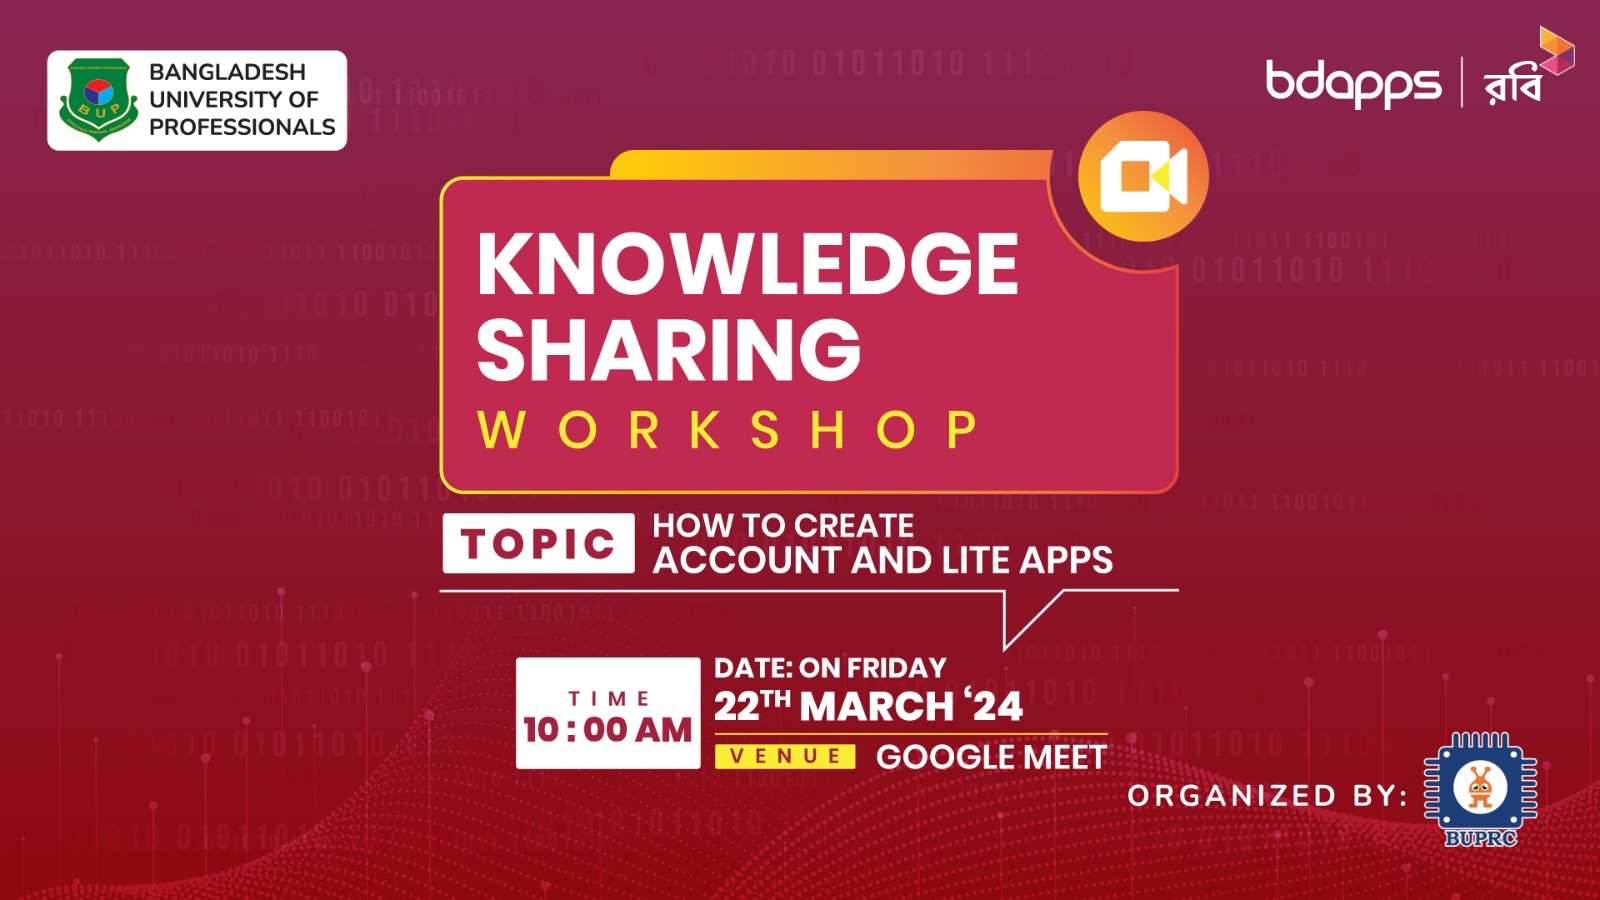 BANGLADESH
UNIVERSITY OF
PROFESSIONALS
BUP
bdapps | রবি
KNOWLEDGE
SHARING
WORKSHOP
TOPIC
HOW TO CREATE
ACCOUNT AND LITE APPS
TIME
10:00 AM
DATE: ON FRIDAY
22TH MARCH ‘24
VENUE GOOGLE MEET
ORGANIZED BY:
BUPRC